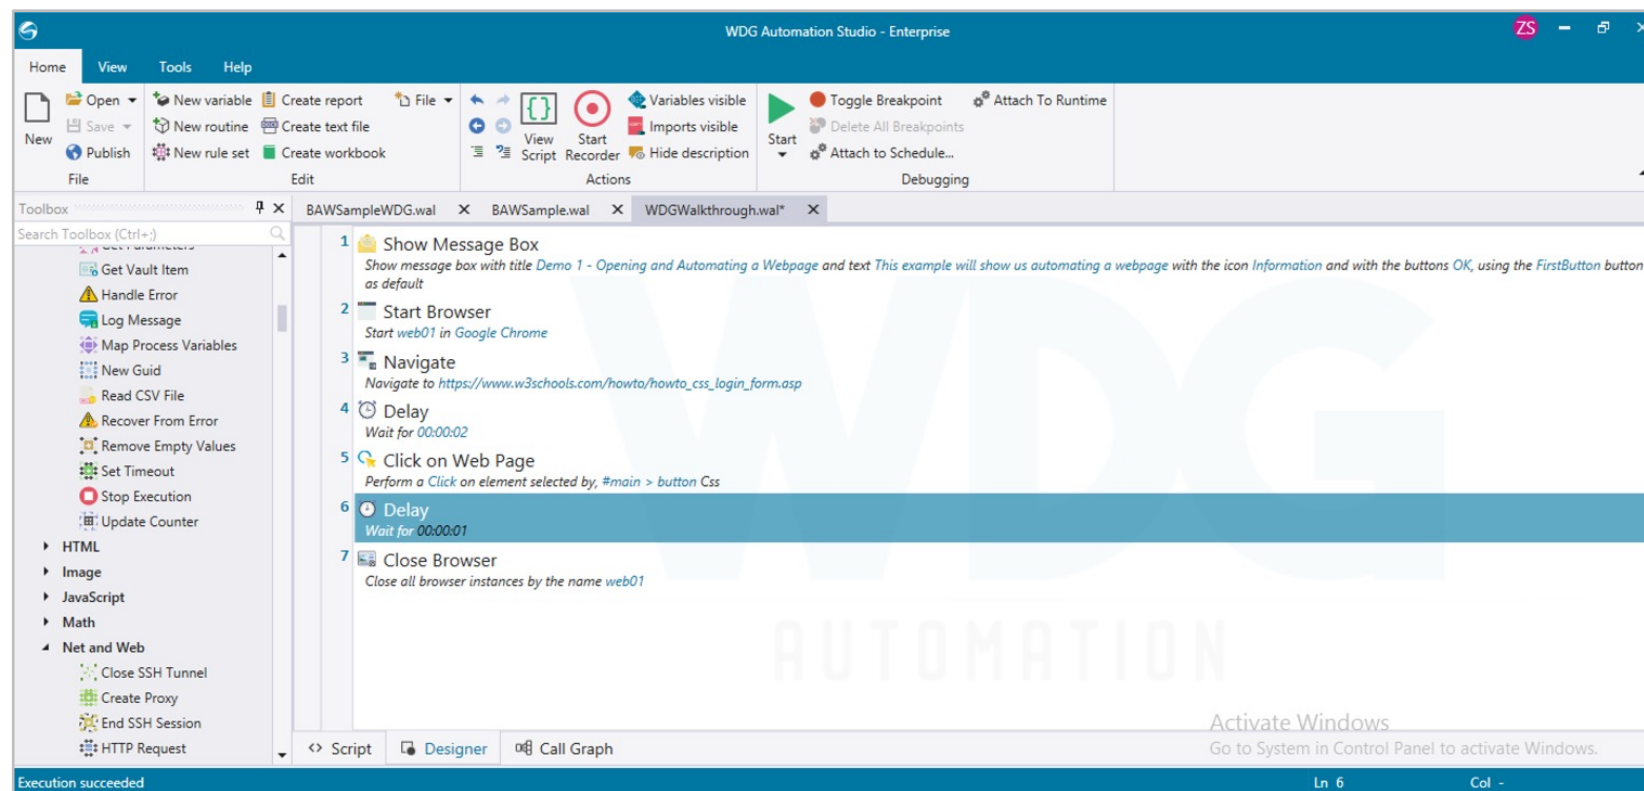 WDG Automation Studio - Enterprise
ZS
Home View Tools Help
New
Open
Save
Publish
File
New variable
New routine
New rule set
Create report
Create text file
Create workbook
File
Edit
View Script
Start Recorder
Variables visible
Imports visible
Hide description
Actions
Start
Toggle Breakpoint
Delete All Breakpoints
Attach to Schedule...
Attach To Runtime
Debugging
Toolbox
Search Toolbox (Ctrl+;)
Get Parameters
Get Vault Item
Handle Error
Log Message
Map Process Variables
New Guid
Read CSV File
Recover From Error
Remove Empty Values
Set Timeout
Stop Execution
Update Counter
HTML
Image
JavaScript
Math
Net and Web
Close SSH Tunnel
Create Proxy
End SSH Session
HTTP Request
BAWSampleWDG.wal BAWSample.wal WDGWalkthrough.wal*
1 Show Message Box
Show message box with title Demo 1 - Opening and Automating a Webpage and text This example will show us automating a webpage with the icon Information and with the buttons OK, using the FirstButton button
as default
2 Start Browser
Start web01 in Google Chrome
3 Navigate
Navigate to https://www.w3schools.com/howto/howto_css_login_form.asp
4 Delay
Wait for 00:00:02
5 Click on Web Page
Perform a Click on element selected by, #main > button Css
6 Delay
Wait for 00:00:01
7 Close Browser
Close all browser instances by the name web01
WDG
AUTOMATION
Activate Windows
Go to System in Control Panel to activate Windows.
Script Designer Call Graph
Execution succeeded
Ln 6 Col -